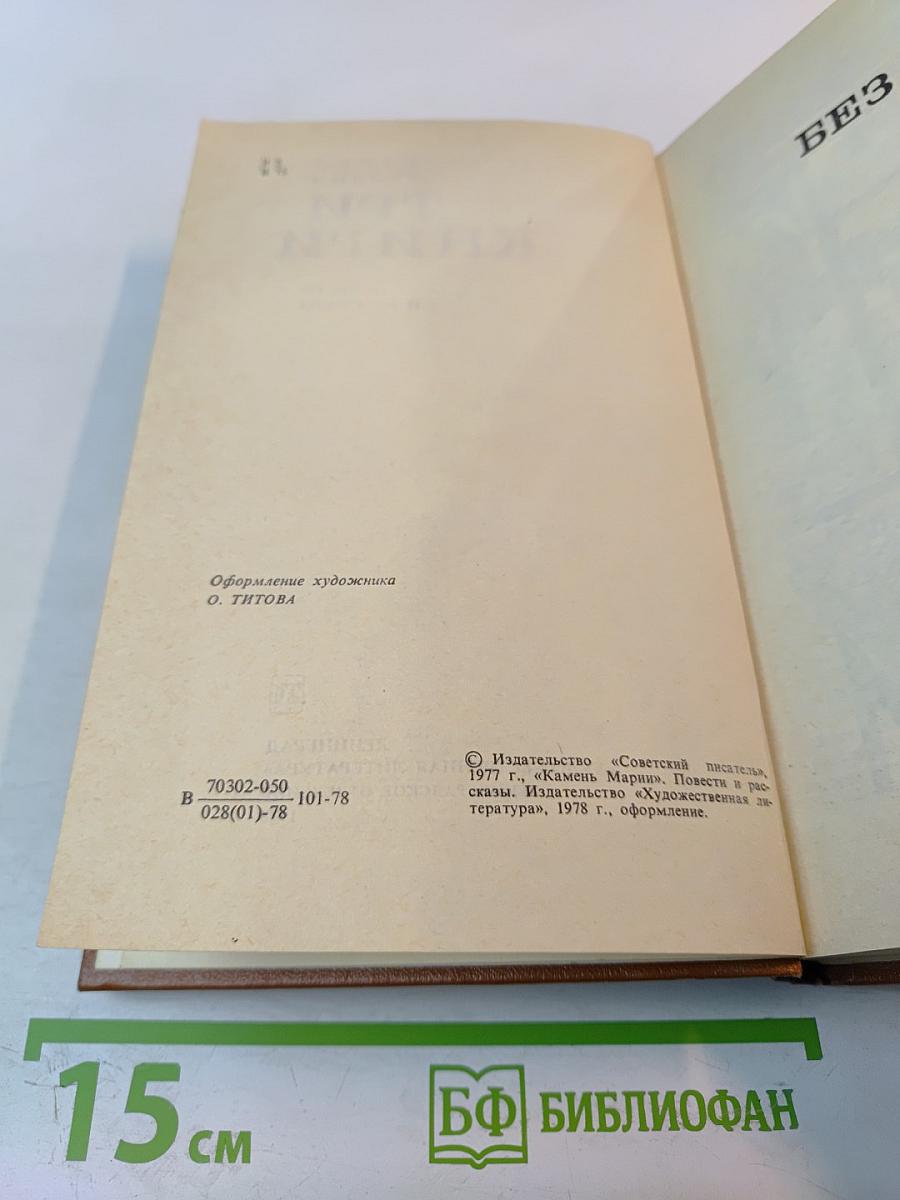 БЕЗ
Оформление художника
О. ТИТОВА
В 70302-050 101-78
028(01)-78
© Издательство «Советский писатель»,
1977 г., «Камень Марии». Повести и рас-
сказы. Издательство «Художественная ли-
тература», 1978 г., оформление.
15 см
БФ БИБЛИОФАН